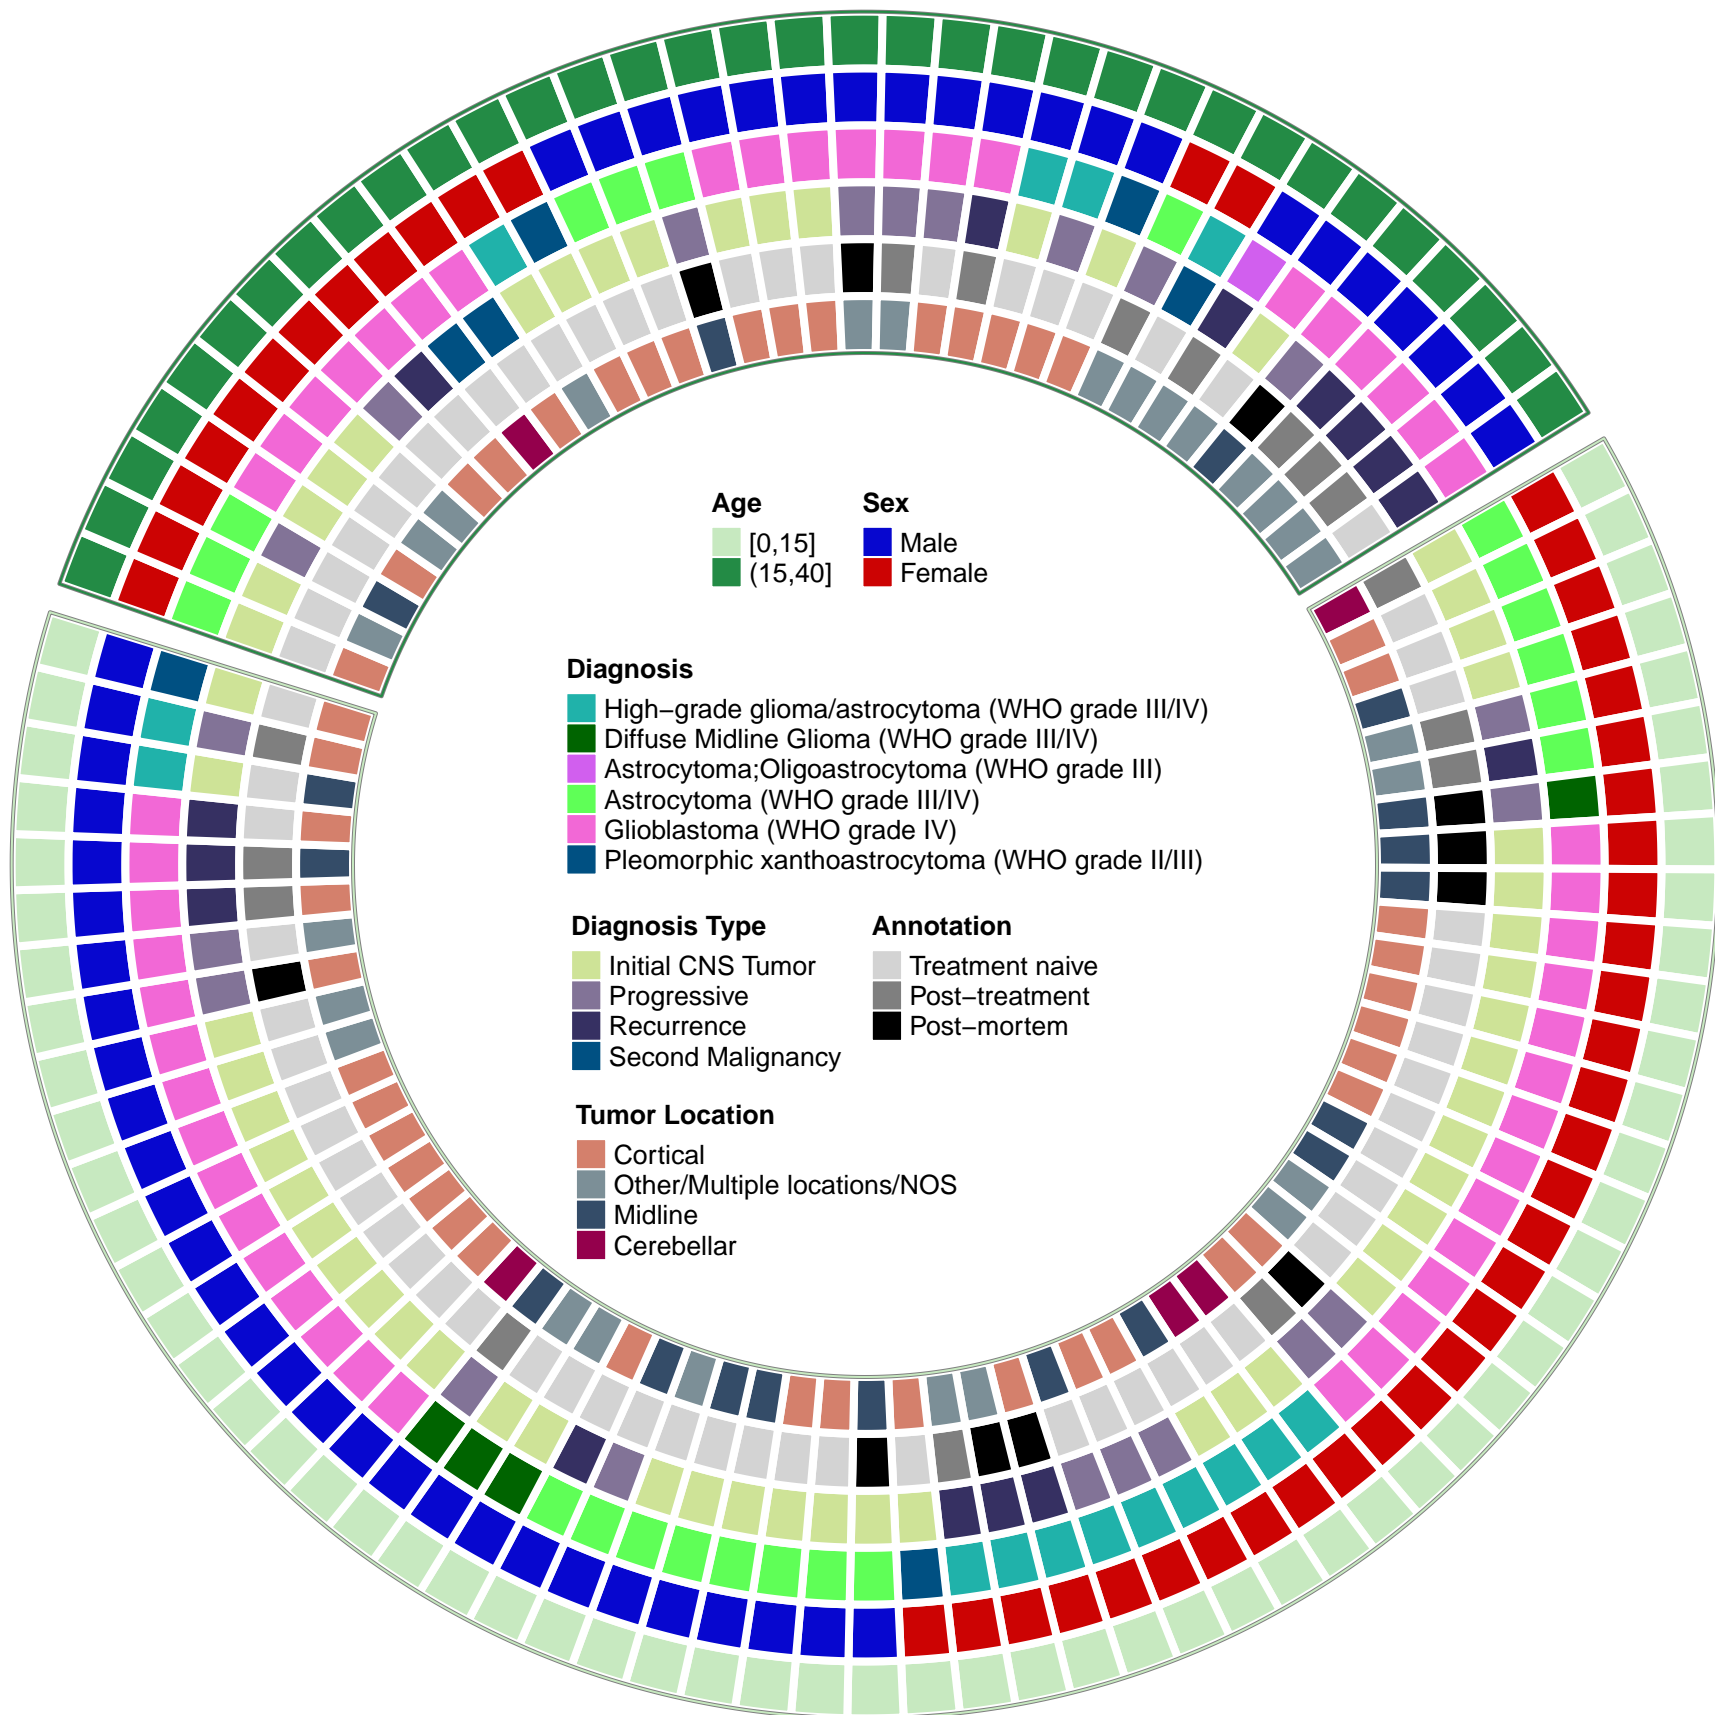 Age
[0,15]
(15,40]
Sex
Male
Female
Diagnosis
High−grade glioma/astrocytoma (WHO grade III/IV)
Diffuse Midline Glioma (WHO grade III/IV)
Astrocytoma;Oligoastrocytoma (WHO grade III)
Astrocytoma (WHO grade III/IV)
Glioblastoma (WHO grade IV)
Pleomorphic xanthoastrocytoma (WHO grade II/III)
Diagnosis Type
Initial CNS Tumor
Progressive
Recurrence
Second Malignancy
Annotation
Treatment naive
Post−treatment
Post−mortem
Tumor Location
Cortical
Other/Multiple locations/NOS
Midline
Cerebellar